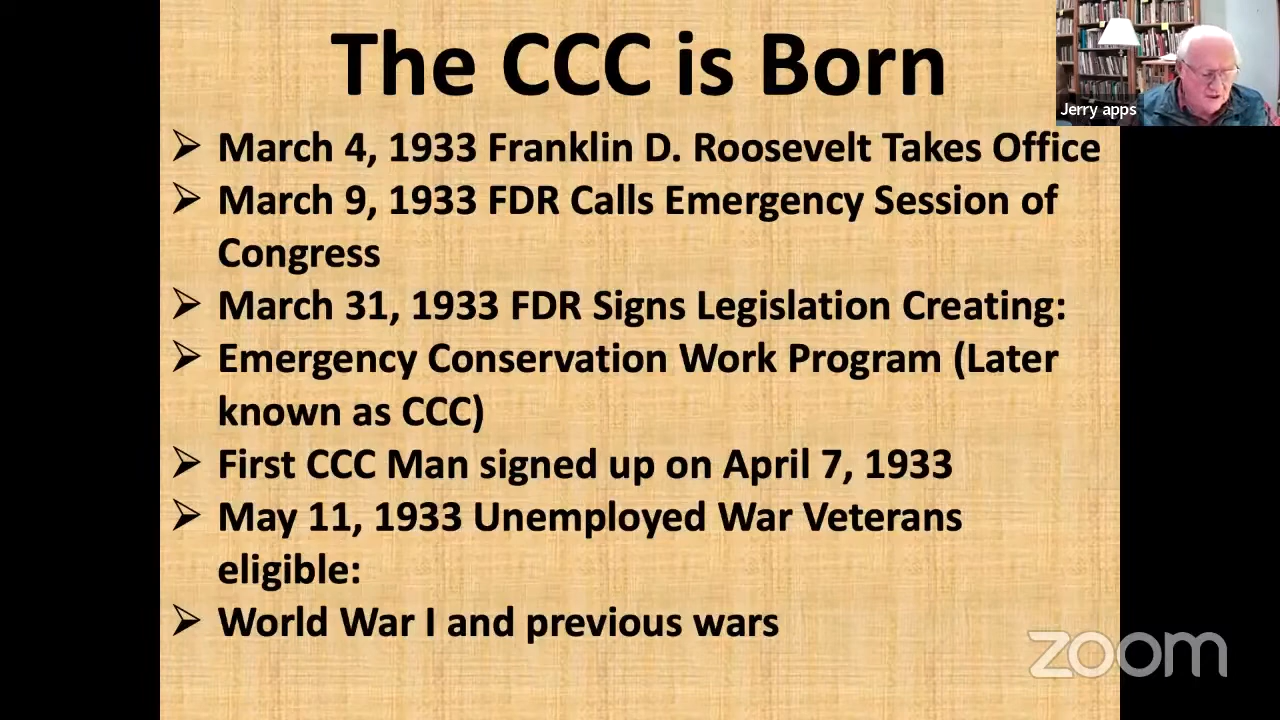 The CCC is Born
Jerry apps
March 4, 1933 Franklin D. Roosevelt Takes Office
March 9, 1933 FDR Calls Emergency Session of
Congress
March 31, 1933 FDR Signs Legislation Creating:
Emergency Conservation Work Program (Later
known as CCC)
First CCC Man signed up on April 7, 1933
May 11, 1933 Unemployed War Veterans
eligible:
World War I and previous wars
zoom